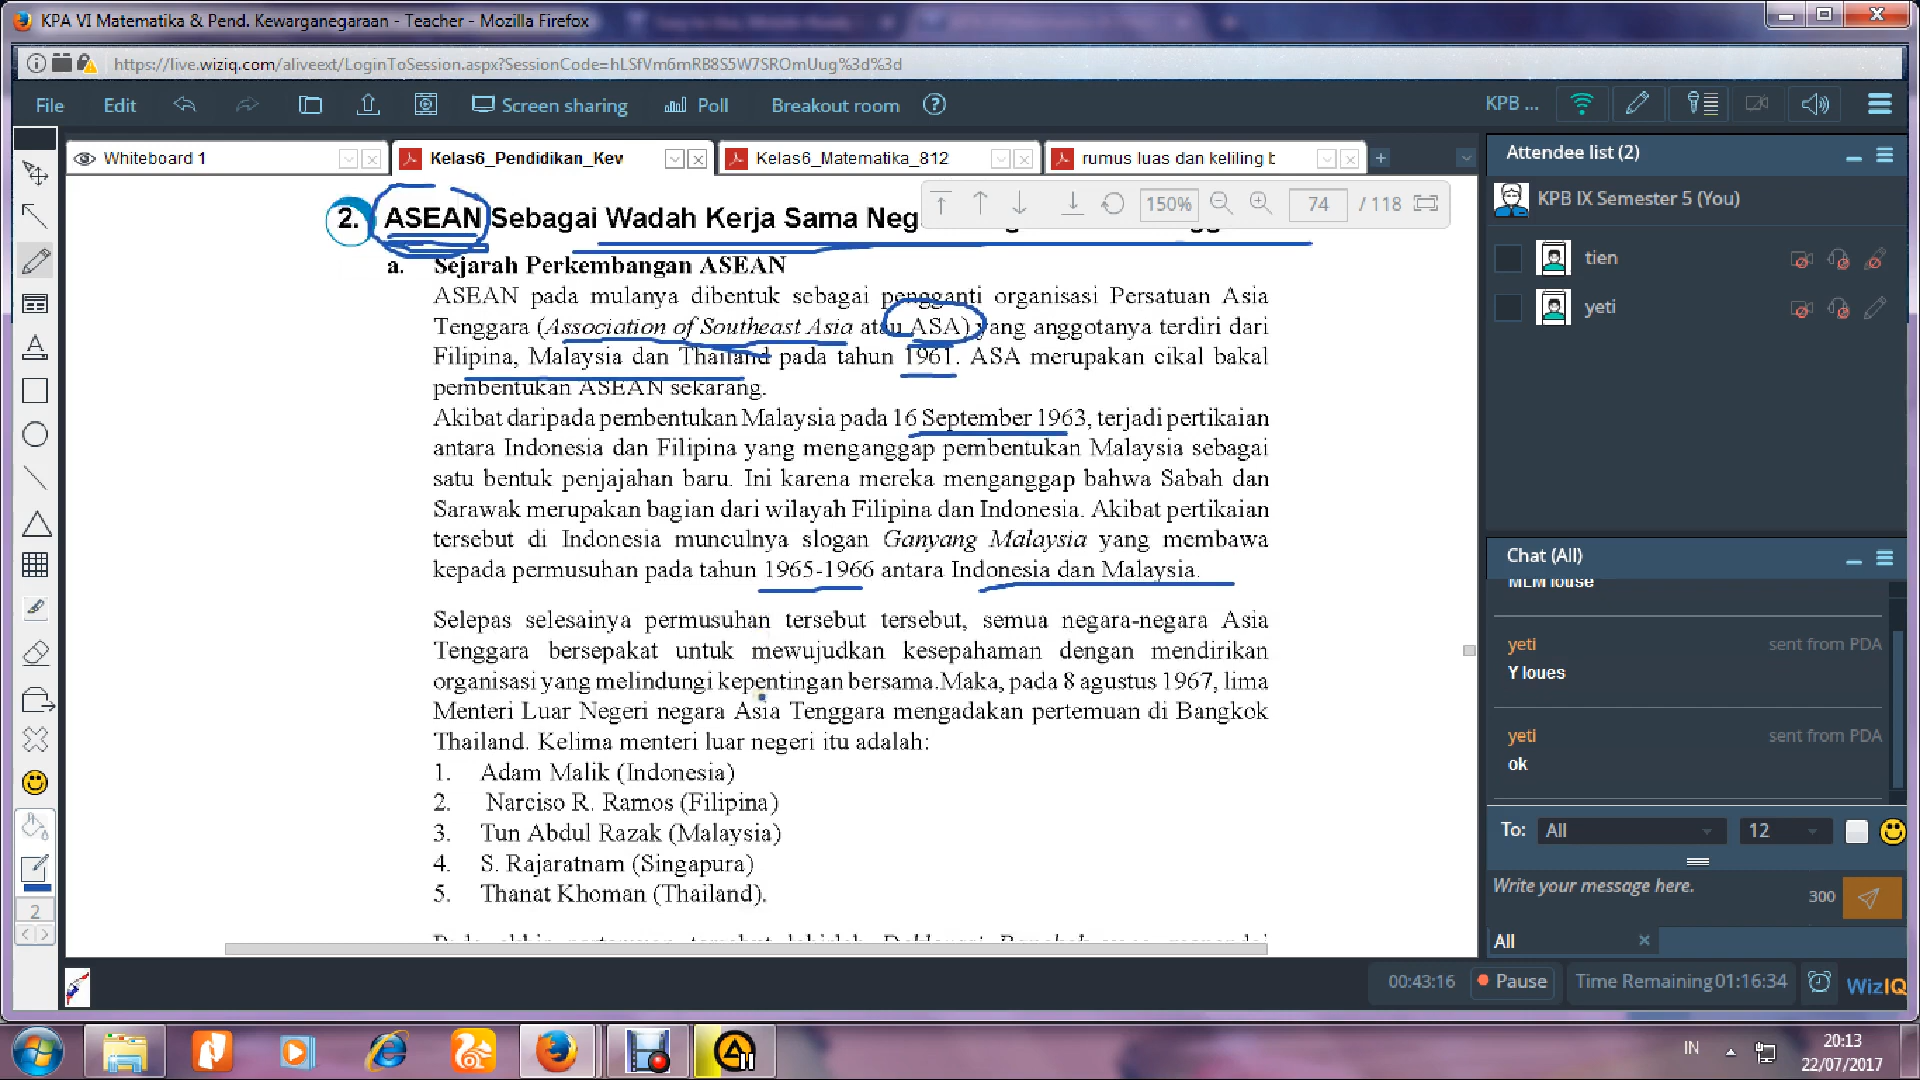 KPA VI Matematika & Pend. Kewarganegaraan - Teacher - Mozilla Firefox
https://live.wiziq.com/aliveext/LoginToSession.aspx?SessionCode=hLSfVm6mRB8S5W7SROmUug%3d%3d
File Edit Screen sharing Poll Breakout room KPB ...
Whiteboard 1 Kelas6_Pendidikan_Kew Kelas6_Matematika_812 rumus luas dan keliling b
150% 74 / 118
2. ASEAN Sebagai Wadah Kerja Sama
a. Sejarah Perkembangan ASEAN
ASEAN pada mulanya dibentuk sebagai pengganti organisasi Persatuan Asia
Tenggara (Association of Southeast Asia atau ASA) yang anggotanya terdiri dari
Filipina, Malaysia dan Thailand pada tahun 1961. ASA merupakan cikal bakal
pembentukan ASEAN sekarang.
Akibat daripada pembentukan Malaysia pada 16 September 1963, terjadi pertikaian
antara Indonesia dan Filipina yang menganggap pembentukan Malaysia sebagai
satu bentuk penjajahan baru. Ini karena mereka menganggap bahwa Sabah dan
Sarawak merupakan bagian dari wilayah Filipina dan Indonesia. Akibat pertikaian
tersebut di Indonesia munculnya slogan Ganyang Malaysia yang membawa
kepada permusuhan pada tahun 1965-1966 antara Indonesia dan Malaysia.
Selepas selesainya permusuhan tersebut tersebut, semua negara-negara Asia
Tenggara bersepakat untuk mewujudkan kesepahaman dengan mendirikan
organisasi yang melindungi kepentingan bersama.Maka, pada 8 agustus 1967, lima
Menteri Luar Negeri negara Asia Tenggara mengadakan pertemuan di Bangkok
Thailand. Kelima menteri luar negeri itu adalah:
1. Adam Malik (Indonesia)
2. Narciso R. Ramos (Filipina)
3. Tun Abdul Razak (Malaysia)
4. S. Rajaratnam (Singapura)
5. Thanat Khoman (Thailand).
2
Attendee list (2)
KPB IX Semester 5 (You)
tien
yeti
Chat (All)
MLM louse
yeti sent from PDA
Y loues
yeti sent from PDA
ok
To: All 12
Write your message here. 300
All
00:43:16 Pause Time Remaining 01:16:34 WizIQ
IN 20:13
22/07/2017